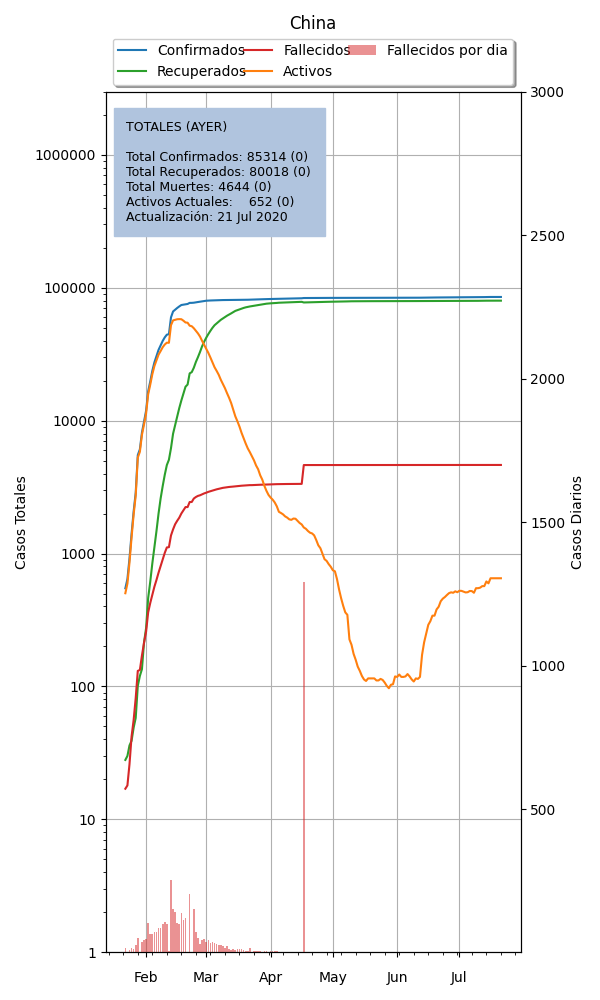 China
Confirmados Fallecidos Fallecidos por dia
Recuperados Activos
TOTALES (AYER)
Total Confirmados: 85314 (0)
Total Recuperados: 80018 (0)
Total Muertes: 4644 (0)
Activos Actuales: 652 (0)
Actualización: 21 Jul 2020
1000000
100000
10000
1000
100
10
1
Casos Totales
3000
2500
2000
1500
1000
500
Casos Diarios
Feb Mar Apr May Jun Jul